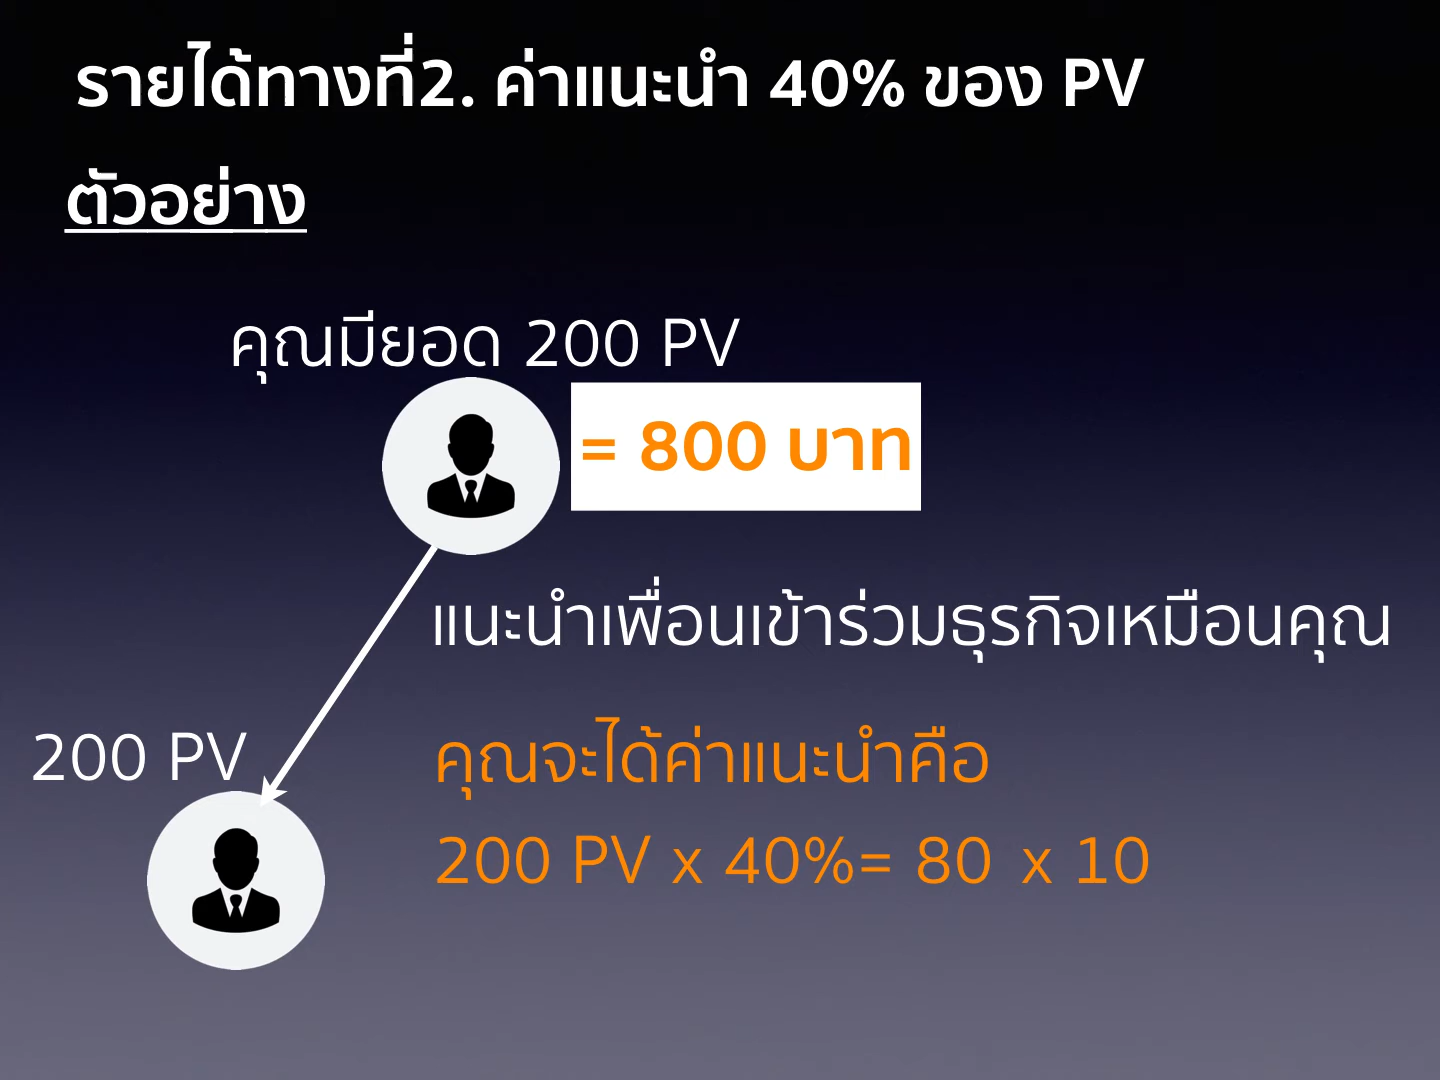 รายได้ทางที่2. ค่าแนะนำ 40% ของ PV
ตัวอย่าง
คุณมียอด 200 PV
= 800 บาท
แนะนำเพื่อนเข้าร่วมธุรกิจเหมือนคุณ
200 PV
คุณจะได้ค่าแนะนำคือ
200 PV x 40%= 80 x 10